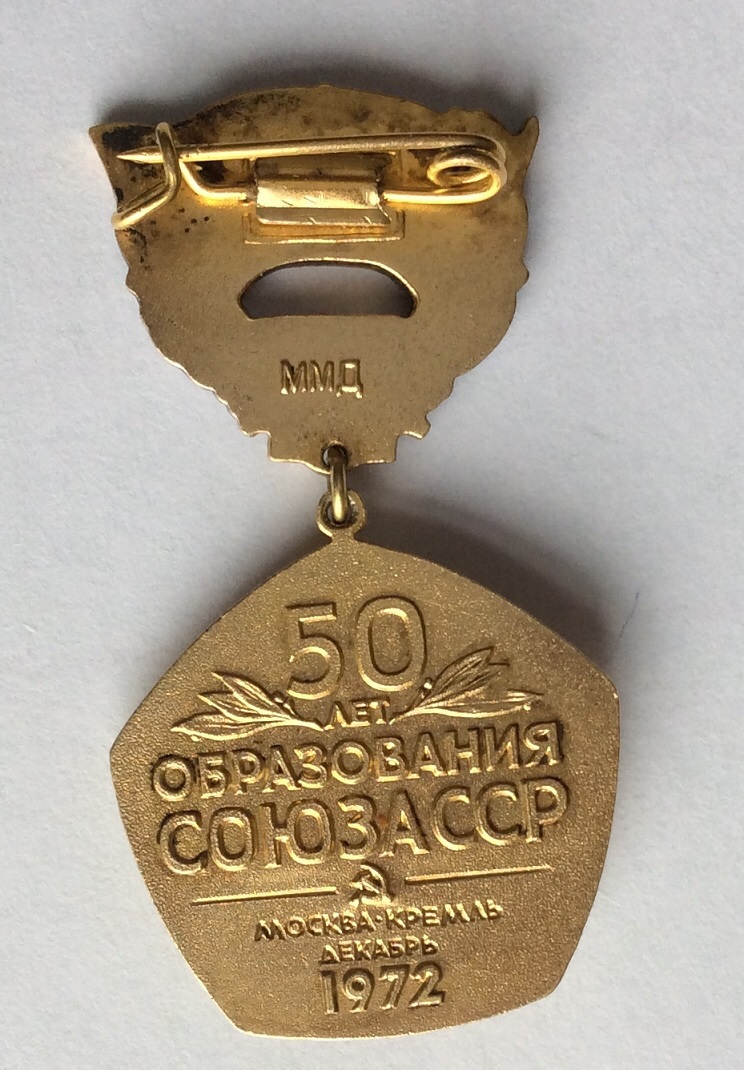 ММД
50
ЛЕТ
ОБРАЗОВАНИЯ
СОЮЗА ССР
МОСКВА·КРЕМЛЬ
ДЕКАБРЬ
1972